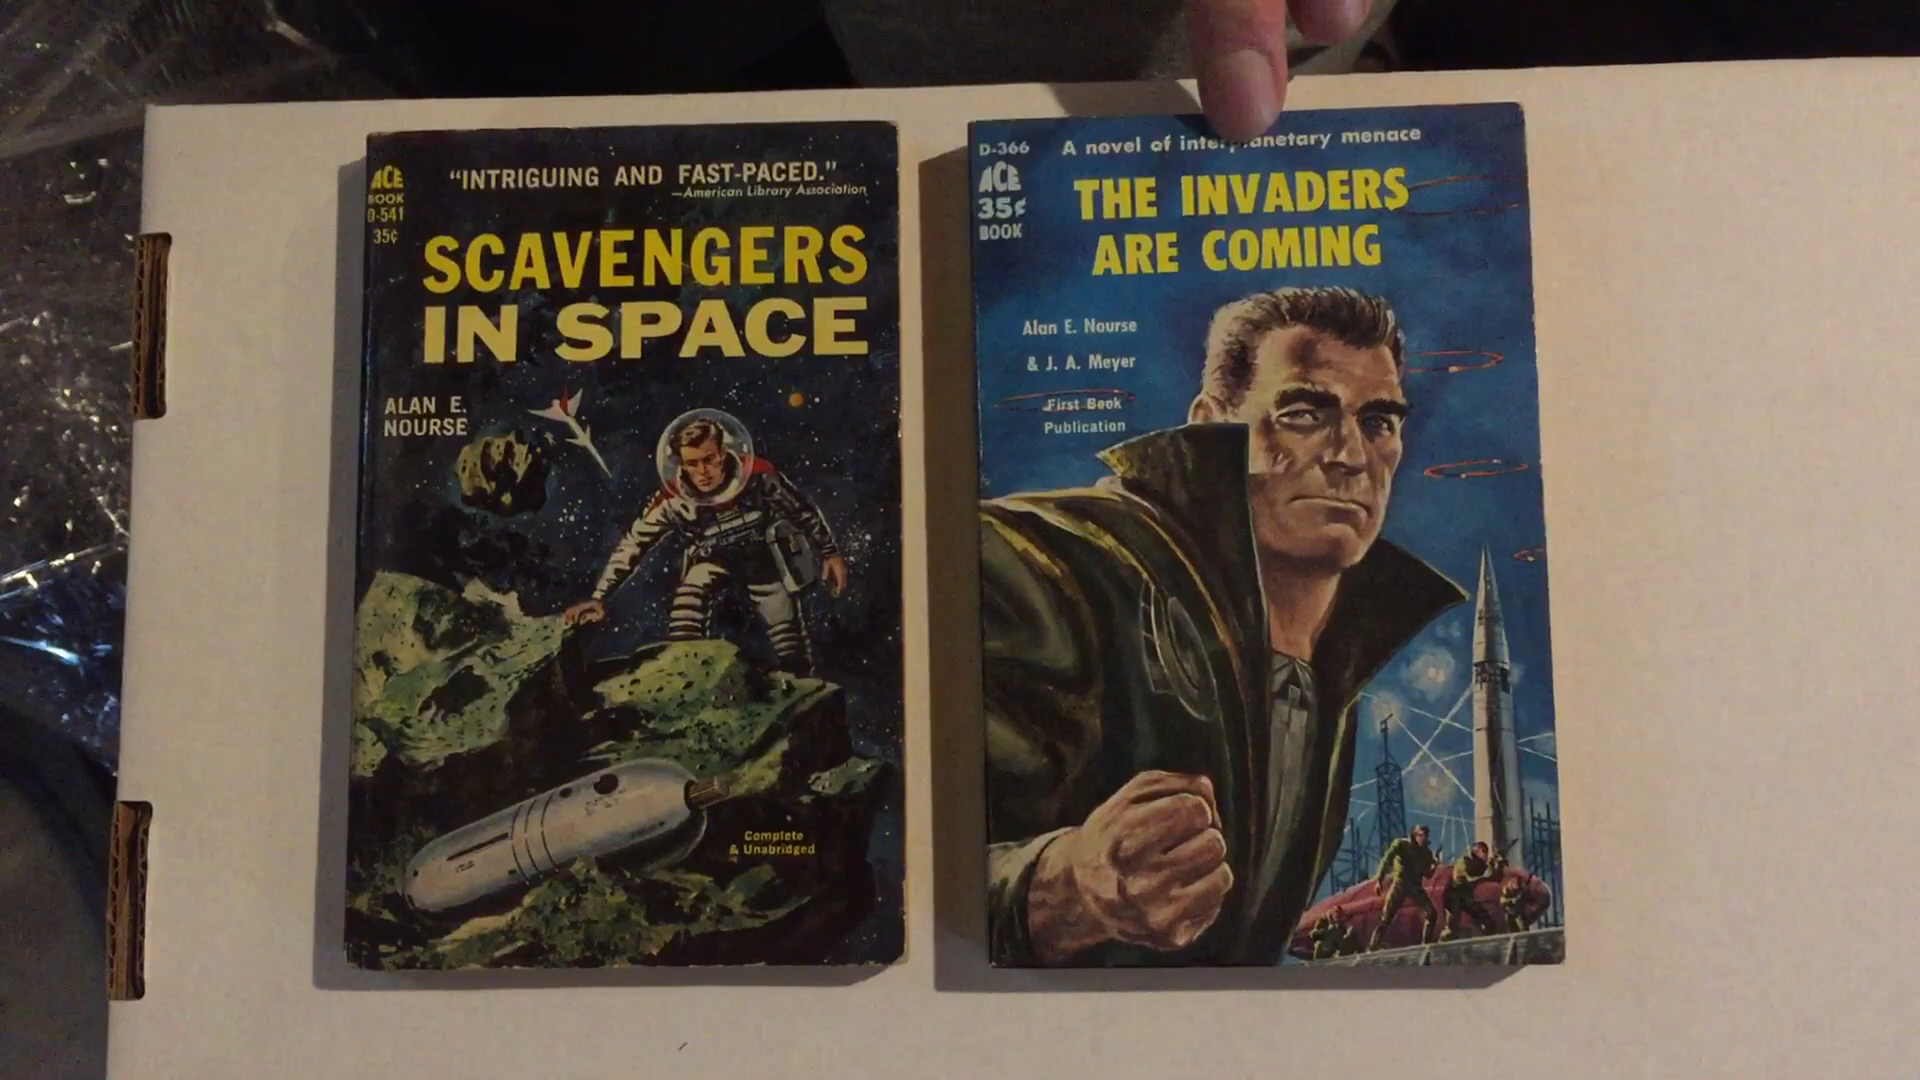 ACE
BOOK
D-541
35¢
"INTRIGUING AND FAST-PACED."
—American Library Association
SCAVENGERS
IN SPACE
ALAN E.
NOURSE
Complete
& Unabridged
D-366
ACE
35¢
BOOK
A novel of menace
THE INVADERS
ARE COMING
Alan E. Nourse
& J. A. Meyer
First Book
Publication